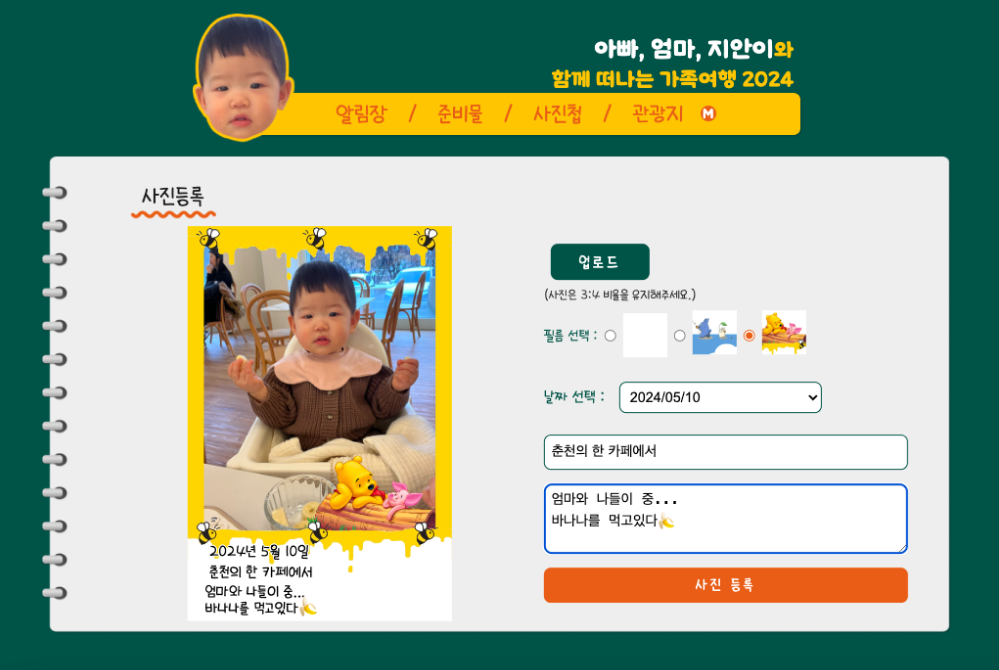 아빠, 엄마, 지안이와
함께 떠나는 가족여행 2024
알림장 / 준비물 / 사진첩 / 관광지 M
사진등록
업로드
(사진은 3:4 비율을 유지해주세요.)
필름 선택 :
날짜 선택 : 2024/05/10
춘천의 한 카페에서
엄마와 나들이 중...
바나나를 먹고있다🍌
사진 등록
2024년 5월 10일
춘천의 한 카페에서
엄마와 나들이 중...
바나나를 먹고있다🍌